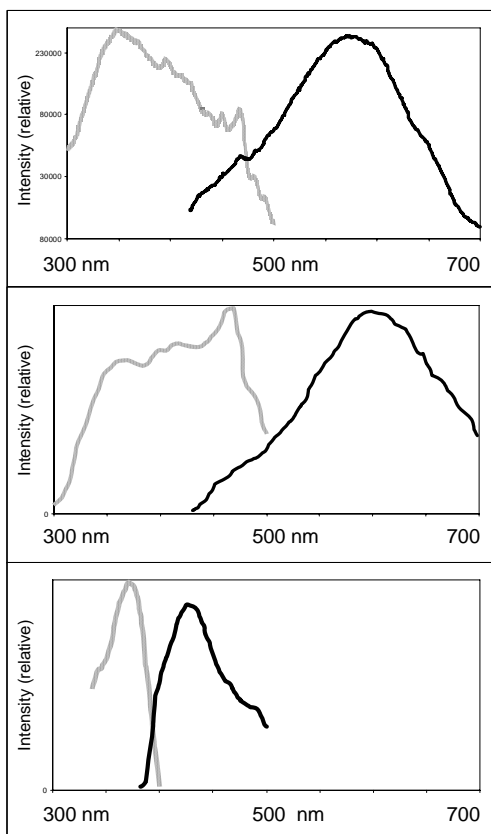 Intensity (relative)
230000
80000
30000
80000
300 nm 500 nm 700
Intensity (relative)
0
300 nm 500 nm 700
Intensity (relative)
0
300 nm 500 nm 700